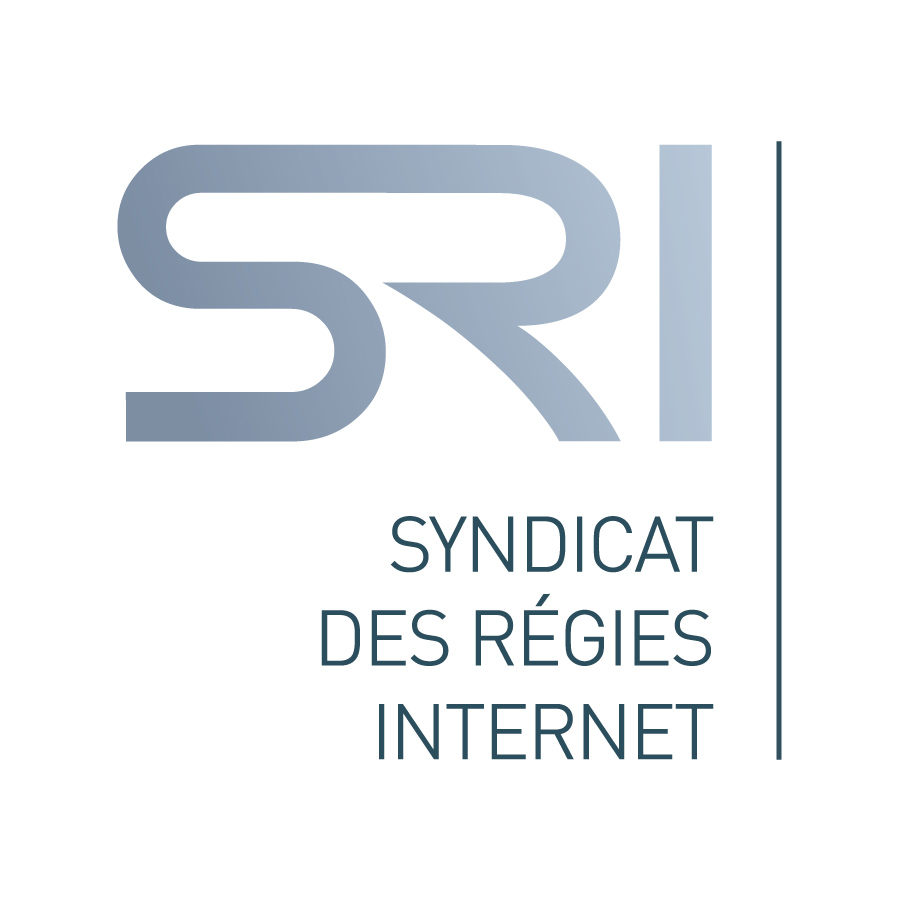 SRI
SYNDICAT
DES RÉGIES
INTERNET